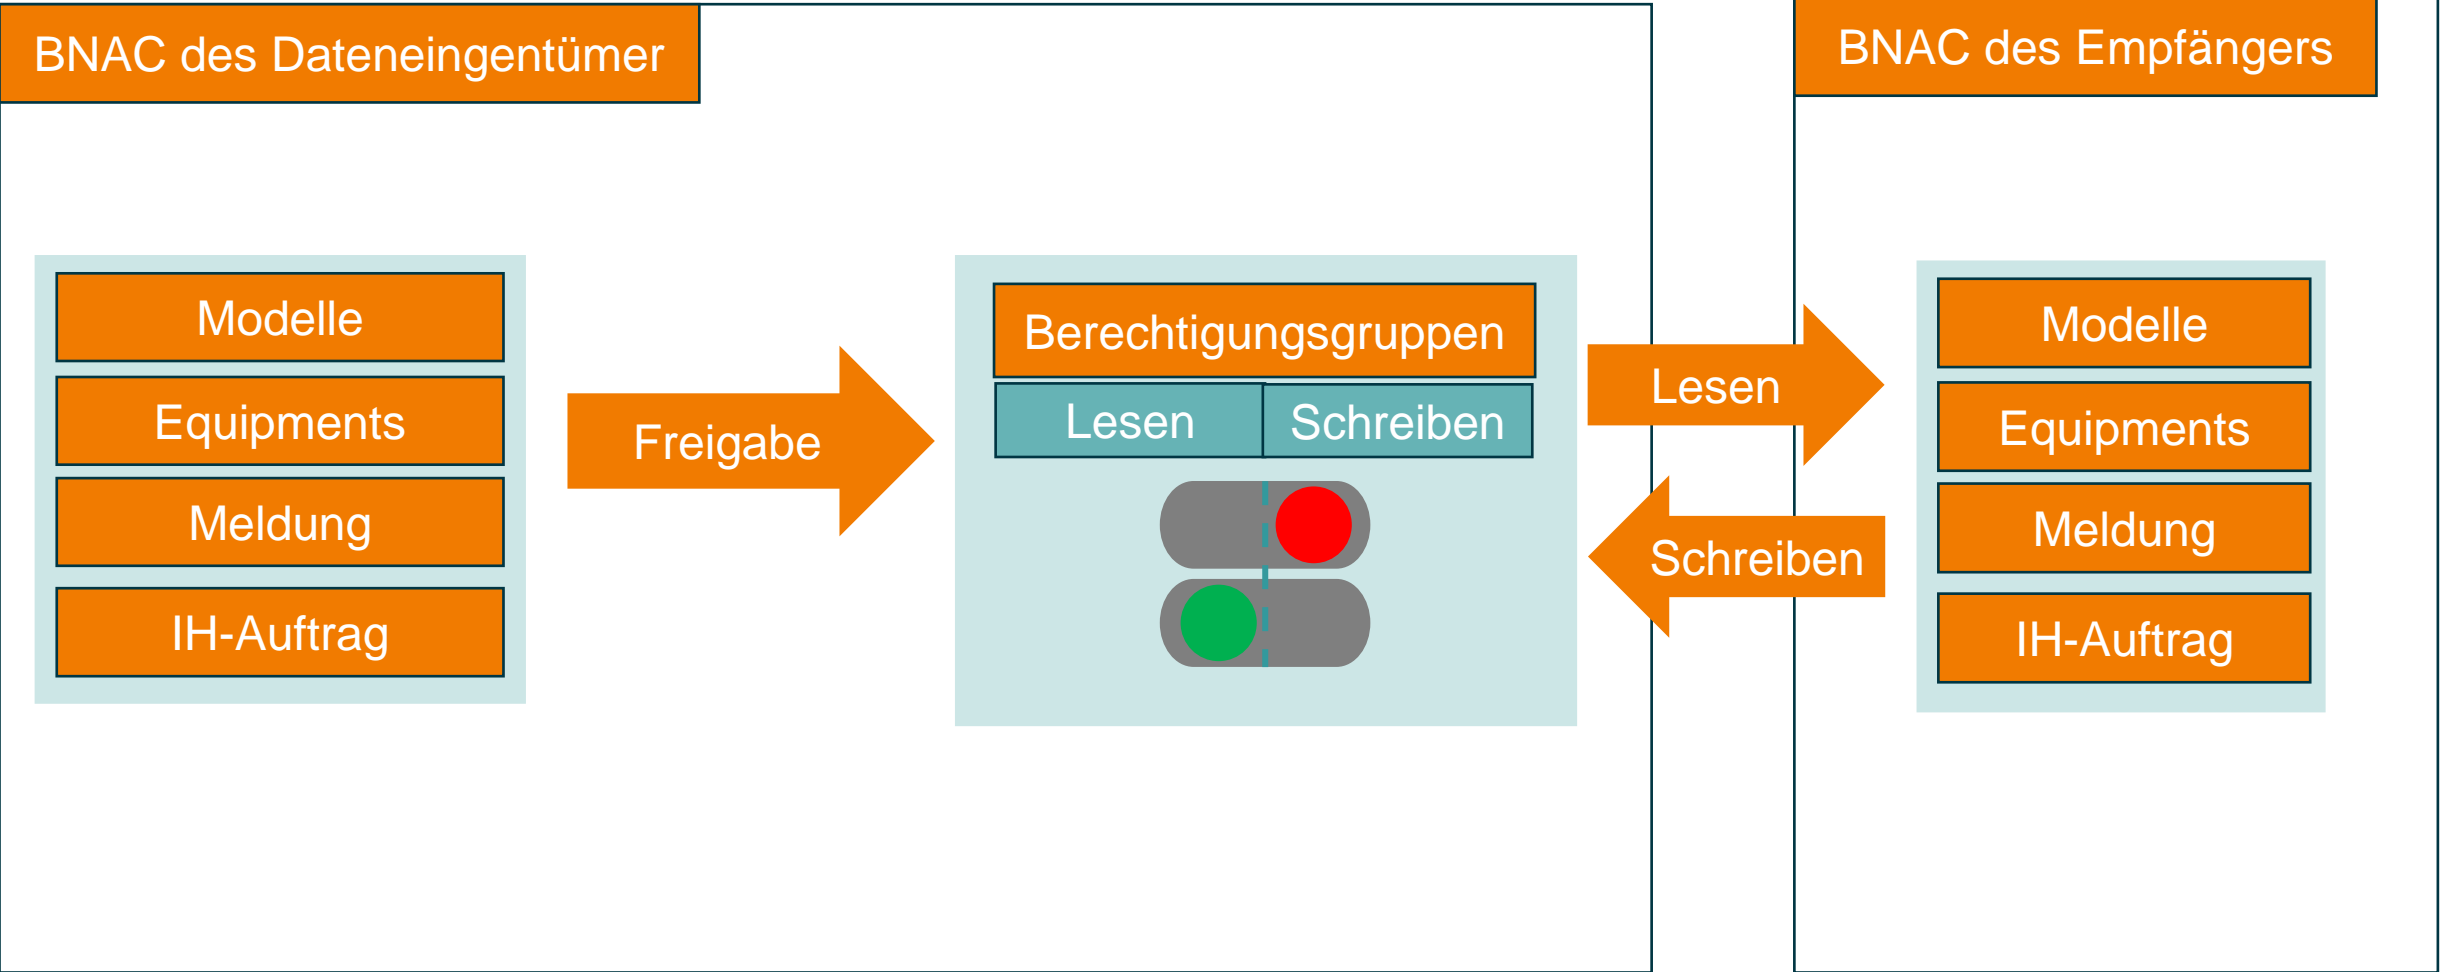 BNAC des Dateneingentümer
Modelle
Equipments
Meldung
IH-Auftrag
Freigabe
Berechtigungsgruppen
Lesen
Schreiben
Lesen
Schreiben
BNAC des Empfängers
Modelle
Equipments
Meldung
IH-Auftrag